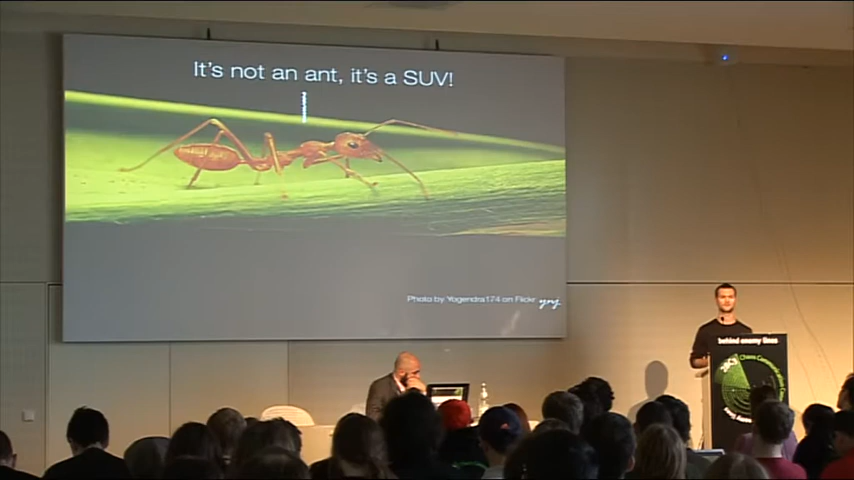 It's not an ant, it's a SUV!
Photo by Yogendra174 on Flickr
behind enemy lines